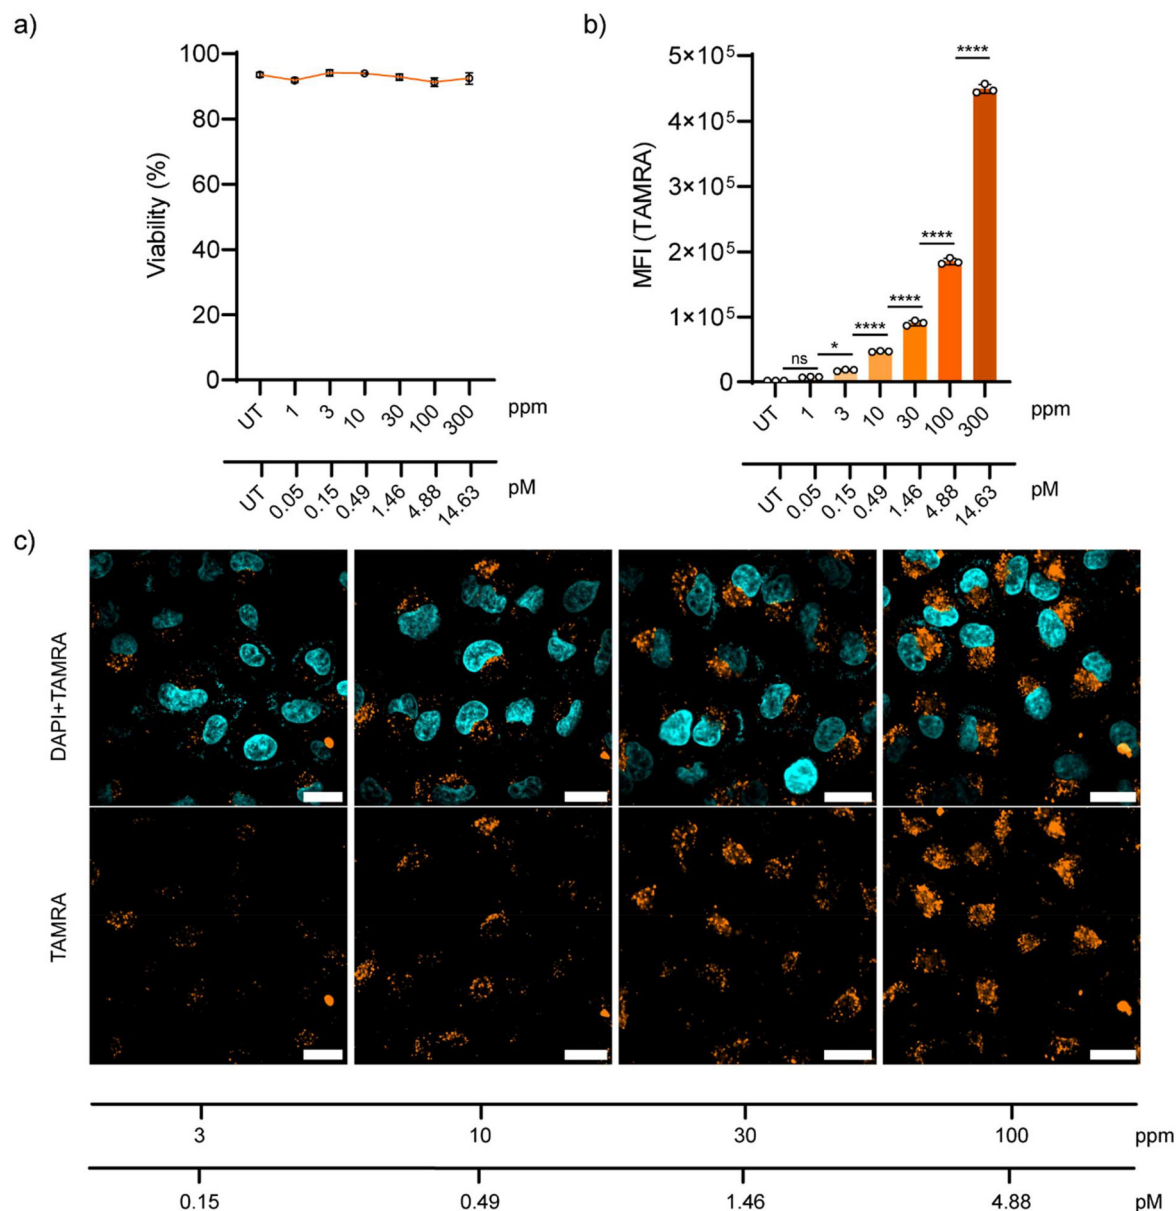 a)
100
80
60
40
20
0
Viability (%)
UT 1 3 10 30 100 300 ppm
UT 0.05 0.15 0.49 1.46 4.88 14.63 pM
b)
5×10⁵
4×10⁵
3×10⁵
2×10⁵
1×10⁵
0
MFI (TAMRA)
ns * **** **** **** ****
UT 1 3 10 30 100 300 ppm
UT 0.05 0.15 0.49 1.46 4.88 14.63 pM
c)
DAPI+TAMRA
TAMRA
3 10 30 100 ppm
0.15 0.49 1.46 4.88 pM